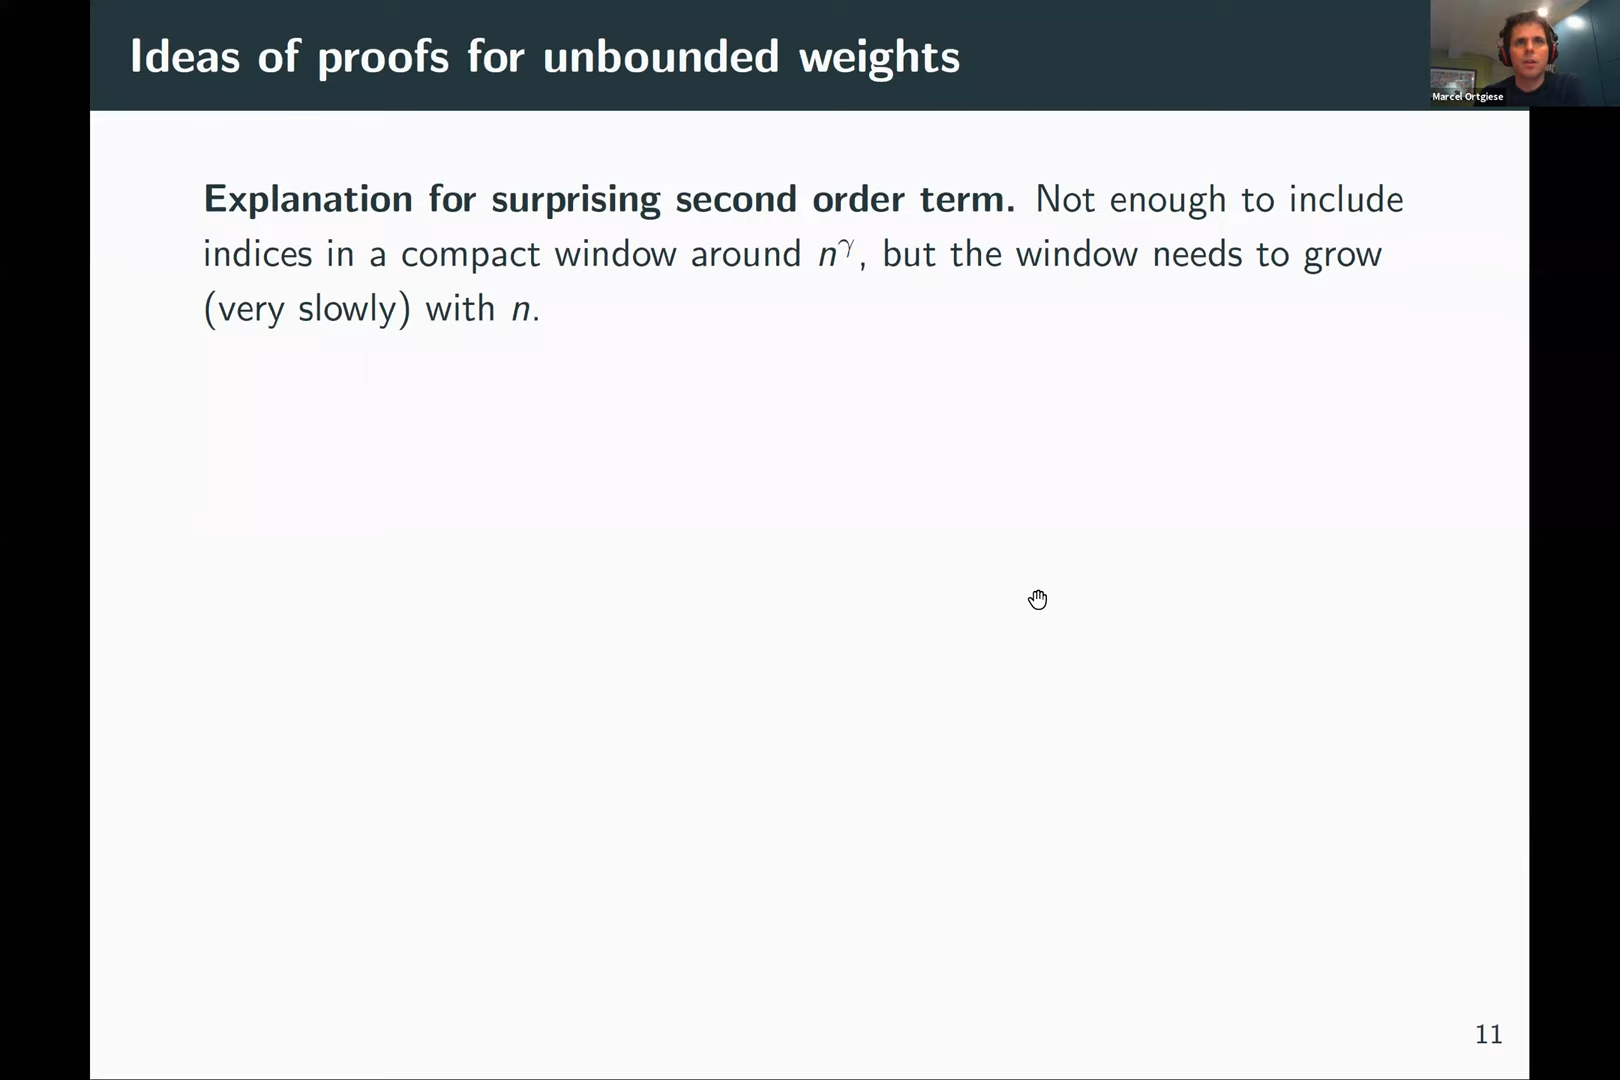 Ideas of proofs for unbounded weights
Marcel Ortgiese
Explanation for surprising second order term. Not enough to include
indices in a compact window around n^γ, but the window needs to grow
(very slowly) with n.
11